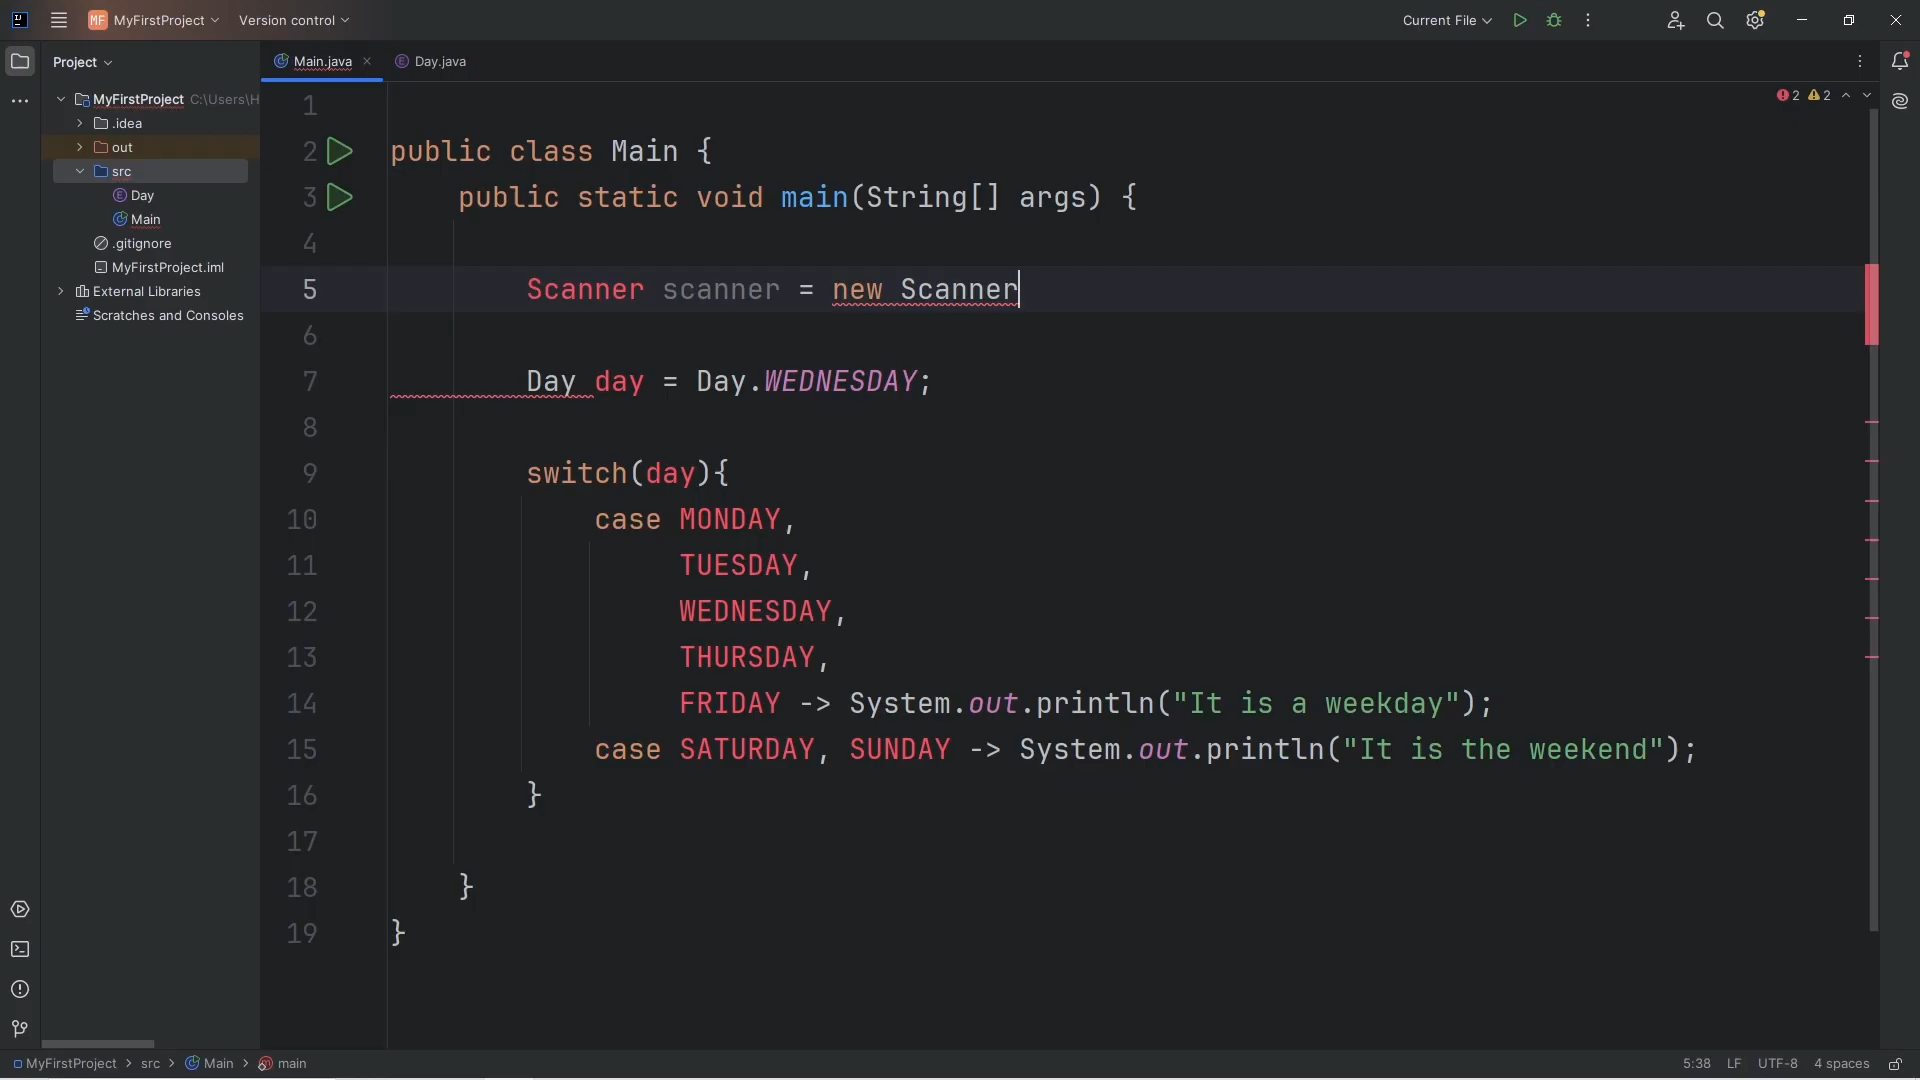 MF MyFirstProject Version control Current File
Project Main.java Day.java
MyFirstProject C:\Users\H
.idea
out
src
Day
Main
.gitignore
MyFirstProject.iml
External Libraries
Scratches and Consoles
2 2
1
2 public class Main {
3 public static void main(String[] args) {
4
5 Scanner scanner = new Scanner
6
7 Day day = Day.WEDNESDAY;
8
9 switch(day){
10 case MONDAY,
11 TUESDAY,
12 WEDNESDAY,
13 THURSDAY,
14 FRIDAY -> System.out.println("It is a weekday");
15 case SATURDAY, SUNDAY -> System.out.println("It is the weekend");
16 }
17
18 }
19 }
MyFirstProject > src > Main > main 5:38 LF UTF-8 4 spaces